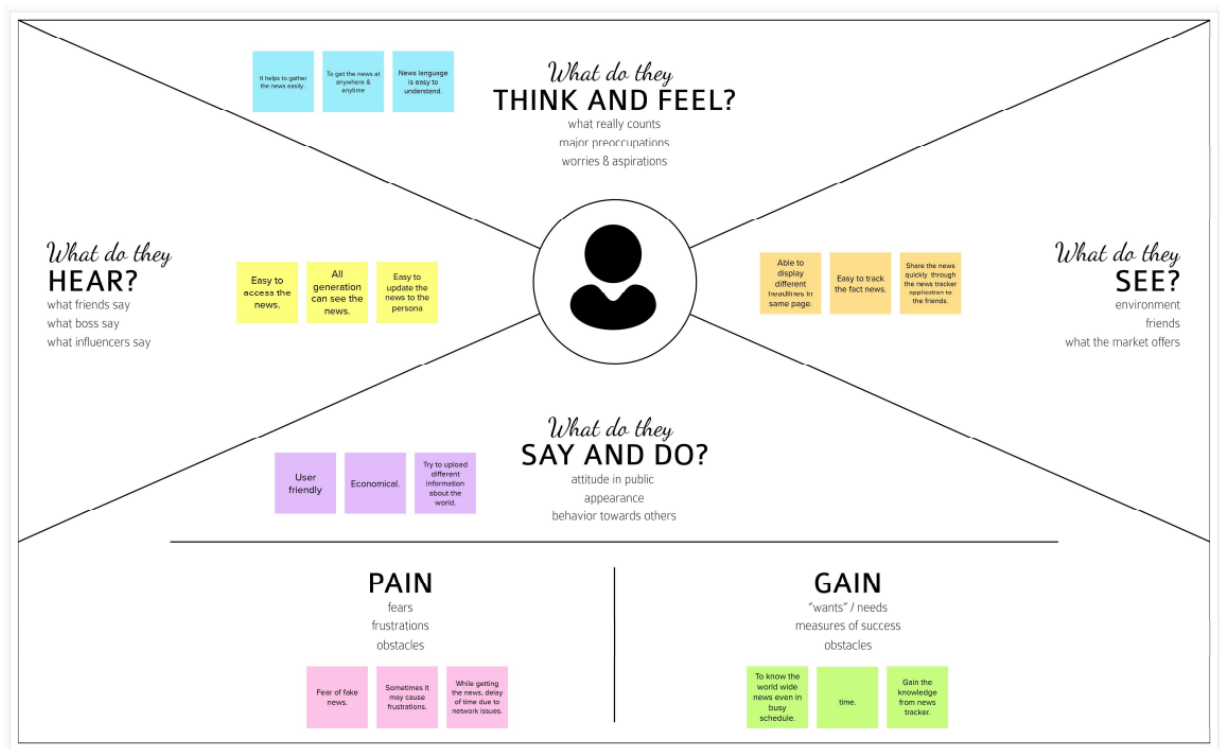 It helps to gether
the news easily.
To get the news at
anywhere &
anytime
News language
is easy to
understand.
What do they
THINK AND FEEL?
what really counts
major preoccupations
worries & aspirations
What do they
HEAR?
what friends say
what boss say
what influencers say
Easy to
access the
news.
All
generation
can see the
news.
Easy to
update the
news to the
persona
Able to
display
different
headlines in
same page.
Easy to track
the fact news.
Share the news
quickly through
the news tracker
application to
the friends.
What do they
SEE?
environment
friends
what the market offers
What do they
SAY AND DO?
attitude in public
appearance
behavior towards others
User
friendly
Economical.
Try to upload
different
information
about the
world.
PAIN
fears
frustrations
obstacles
Fear of fake
news.
Sometimes it
may cause
frustrations.
While getting
the news, delay
of time due to
network issues.
GAIN
"wants" / needs
measures of success
obstacles
To know the
world wide
news even in
busy
schedule.
time.
Gain the
knowledge
from news
tracker.